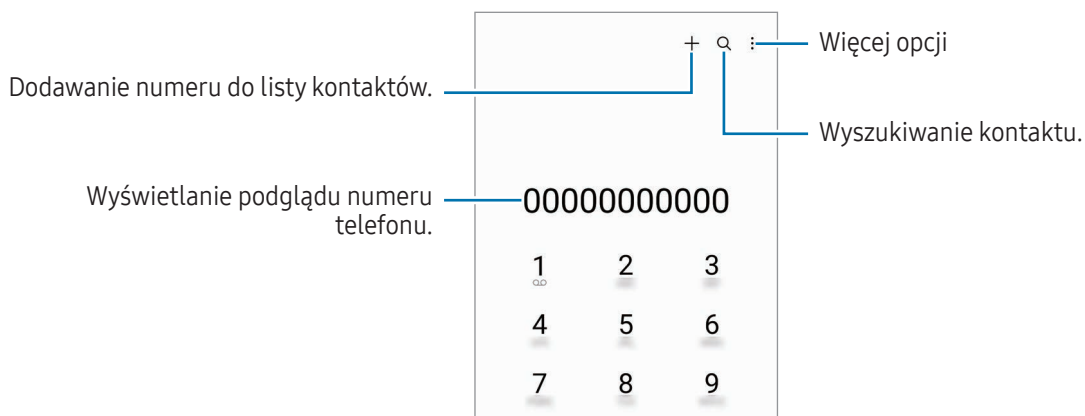 Więcej opcji
Dodawanie numeru do listy kontaktów.
Wyszukiwanie kontaktu.
Wyświetlanie podglądu numeru
telefonu.
00000000000
1 2 3
4 5 6
7 8 9